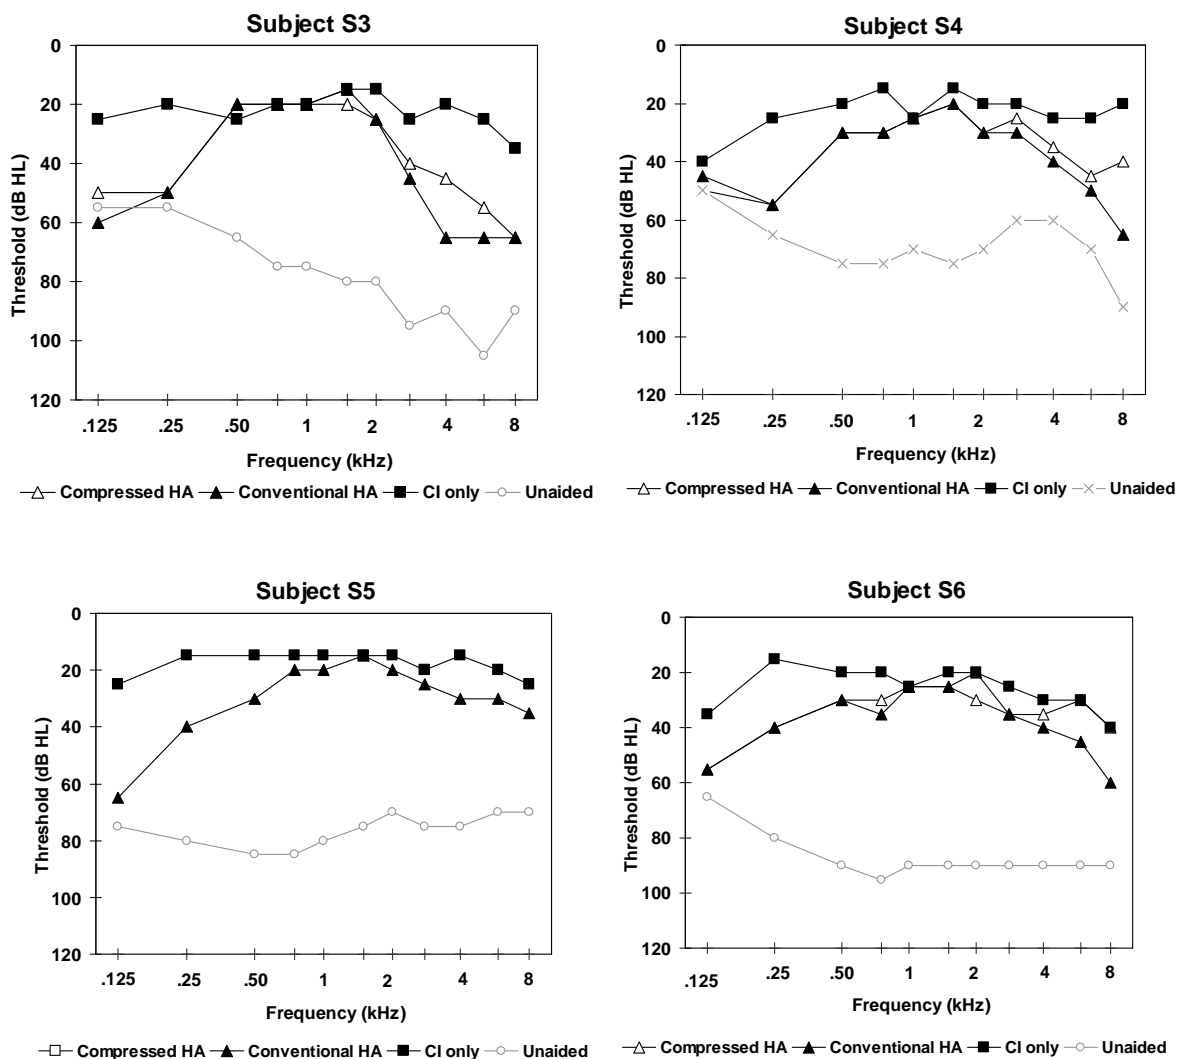 Subject S3
0
20
40
60
80
100
120
Threshold (dB HL)
.125 .25 .50 1 2 4 8
Frequency (kHz)
Compressed HA Conventional HA CI only Unaided
Subject S4
0
20
40
60
80
100
120
Threshold (dB HL)
.125 .25 .50 1 2 4 8
Frequency (kHz)
Compressed HA Conventional HA CI only Unaided
Subject S5
0
20
40
60
80
100
120
Threshold (dB HL)
.125 .25 .50 1 2 4 8
Frequency (kHz)
Compressed HA Conventional HA CI only Unaided
Subject S6
0
20
40
60
80
100
120
Threshold (dB HL)
.125 .25 .50 1 2 4 8
Frequency (kHz)
Compressed HA Conventional HA CI only Unaided